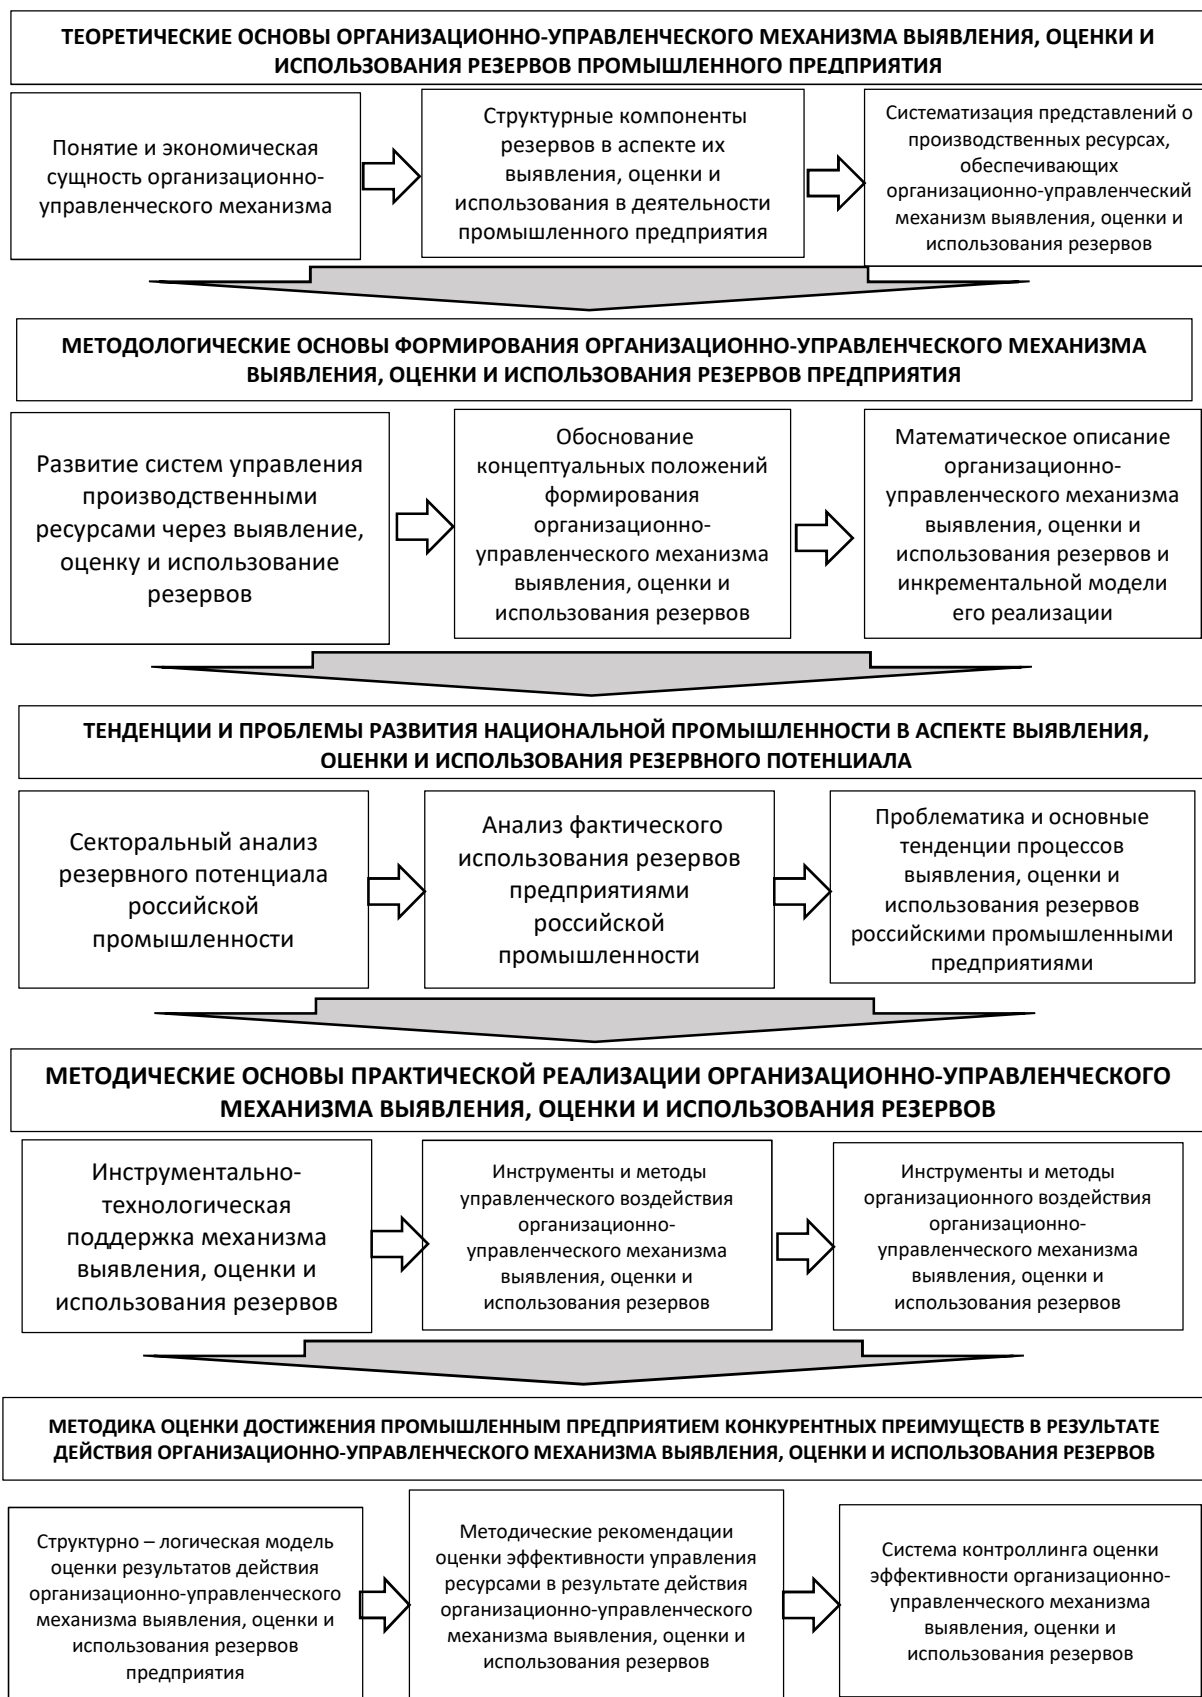 ТЕОРЕТИЧЕСКИЕ ОСНОВЫ ОРГАНИЗАЦИОННО-УПРАВЛЕНЧЕСКОГО МЕХАНИЗМА ВЫЯВЛЕНИЯ, ОЦЕНКИ И
ИСПОЛЬЗОВАНИЯ РЕЗЕРВОВ ПРОМЫШЛЕННОГО ПРЕДПРИЯТИЯ
Понятие и экономическая
сущность организационно-
управленческого механизма
Структурные компоненты
резервов в аспекте их
выявления, оценки и
использования в деятельности
промышленного предприятия
Систематизация представлений о
производственных ресурсах,
обеспечивающих
организационно-управленческий
механизм выявления, оценки и
использования резервов
МЕТОДОЛОГИЧЕСКИЕ ОСНОВЫ ФОРМИРОВАНИЯ ОРГАНИЗАЦИОННО-УПРАВЛЕНЧЕСКОГО МЕХАНИЗМА
ВЫЯВЛЕНИЯ, ОЦЕНКИ И ИСПОЛЬЗОВАНИЯ РЕЗЕРВОВ ПРЕДПРИЯТИЯ
Развитие систем управления
производственными
ресурсами через выявление,
оценку и использование
резервов
Обоснование
концептуальных положений
формирования
организационно-
управленческого механизма
выявления, оценки и
использования резервов
Математическое описание
организационно-
управленческого механизма
выявления, оценки и
использования резервов и
инкрементальной модели
его реализации
ТЕНДЕНЦИИ И ПРОБЛЕМЫ РАЗВИТИЯ НАЦИОНАЛЬНОЙ ПРОМЫШЛЕННОСТИ В АСПЕКТЕ ВЫЯВЛЕНИЯ,
ОЦЕНКИ И ИСПОЛЬЗОВАНИЯ РЕЗЕРВНОГО ПОТЕНЦИАЛА
Секторальный анализ
резервного потенциала
российской
промышленности
Анализ фактического
использования резервов
предприятиями
российской
промышленности
Проблематика и основные
тенденции процессов
выявления, оценки и
использования резервов
российскими промышленными
предприятиями
МЕТОДИЧЕСКИЕ ОСНОВЫ ПРАКТИЧЕСКОЙ РЕАЛИЗАЦИИ ОРГАНИЗАЦИОННО-УПРАВЛЕНЧЕСКОГО
МЕХАНИЗМА ВЫЯВЛЕНИЯ, ОЦЕНКИ И ИСПОЛЬЗОВАНИЯ РЕЗЕРВОВ
Инструментально-
технологическая
поддержка механизма
выявления, оценки и
использования резервов
Инструменты и методы
управленческого воздействия
организационно-
управленческого механизма
выявления, оценки и
использования резервов
Инструменты и методы
организационного воздействия
организационно-
управленческого механизма
выявления, оценки и
использования резервов
МЕТОДИКА ОЦЕНКИ ДОСТИЖЕНИЯ ПРОМЫШЛЕННЫМ ПРЕДПРИЯТИЕМ КОНКУРЕНТНЫХ ПРЕИМУЩЕСТВ В РЕЗУЛЬТАТЕ
ДЕЙСТВИЯ ОРГАНИЗАЦИОННО-УПРАВЛЕНЧЕСКОГО МЕХАНИЗМА ВЫЯВЛЕНИЯ, ОЦЕНКИ И ИСПОЛЬЗОВАНИЯ РЕЗЕРВОВ
Структурно – логическая модель
оценки результатов действия
организационно-управленческого
механизма выявления, оценки и
использования резервов
предприятия
Методические рекомендации
оценки эффективности управления
ресурсами в результате действия
организационно-управленческого
механизма выявления, оценки и
использования резервов
Система контроллинга оценки
эффективности организационно-
управленческого механизма
выявления, оценки и
использования резервов